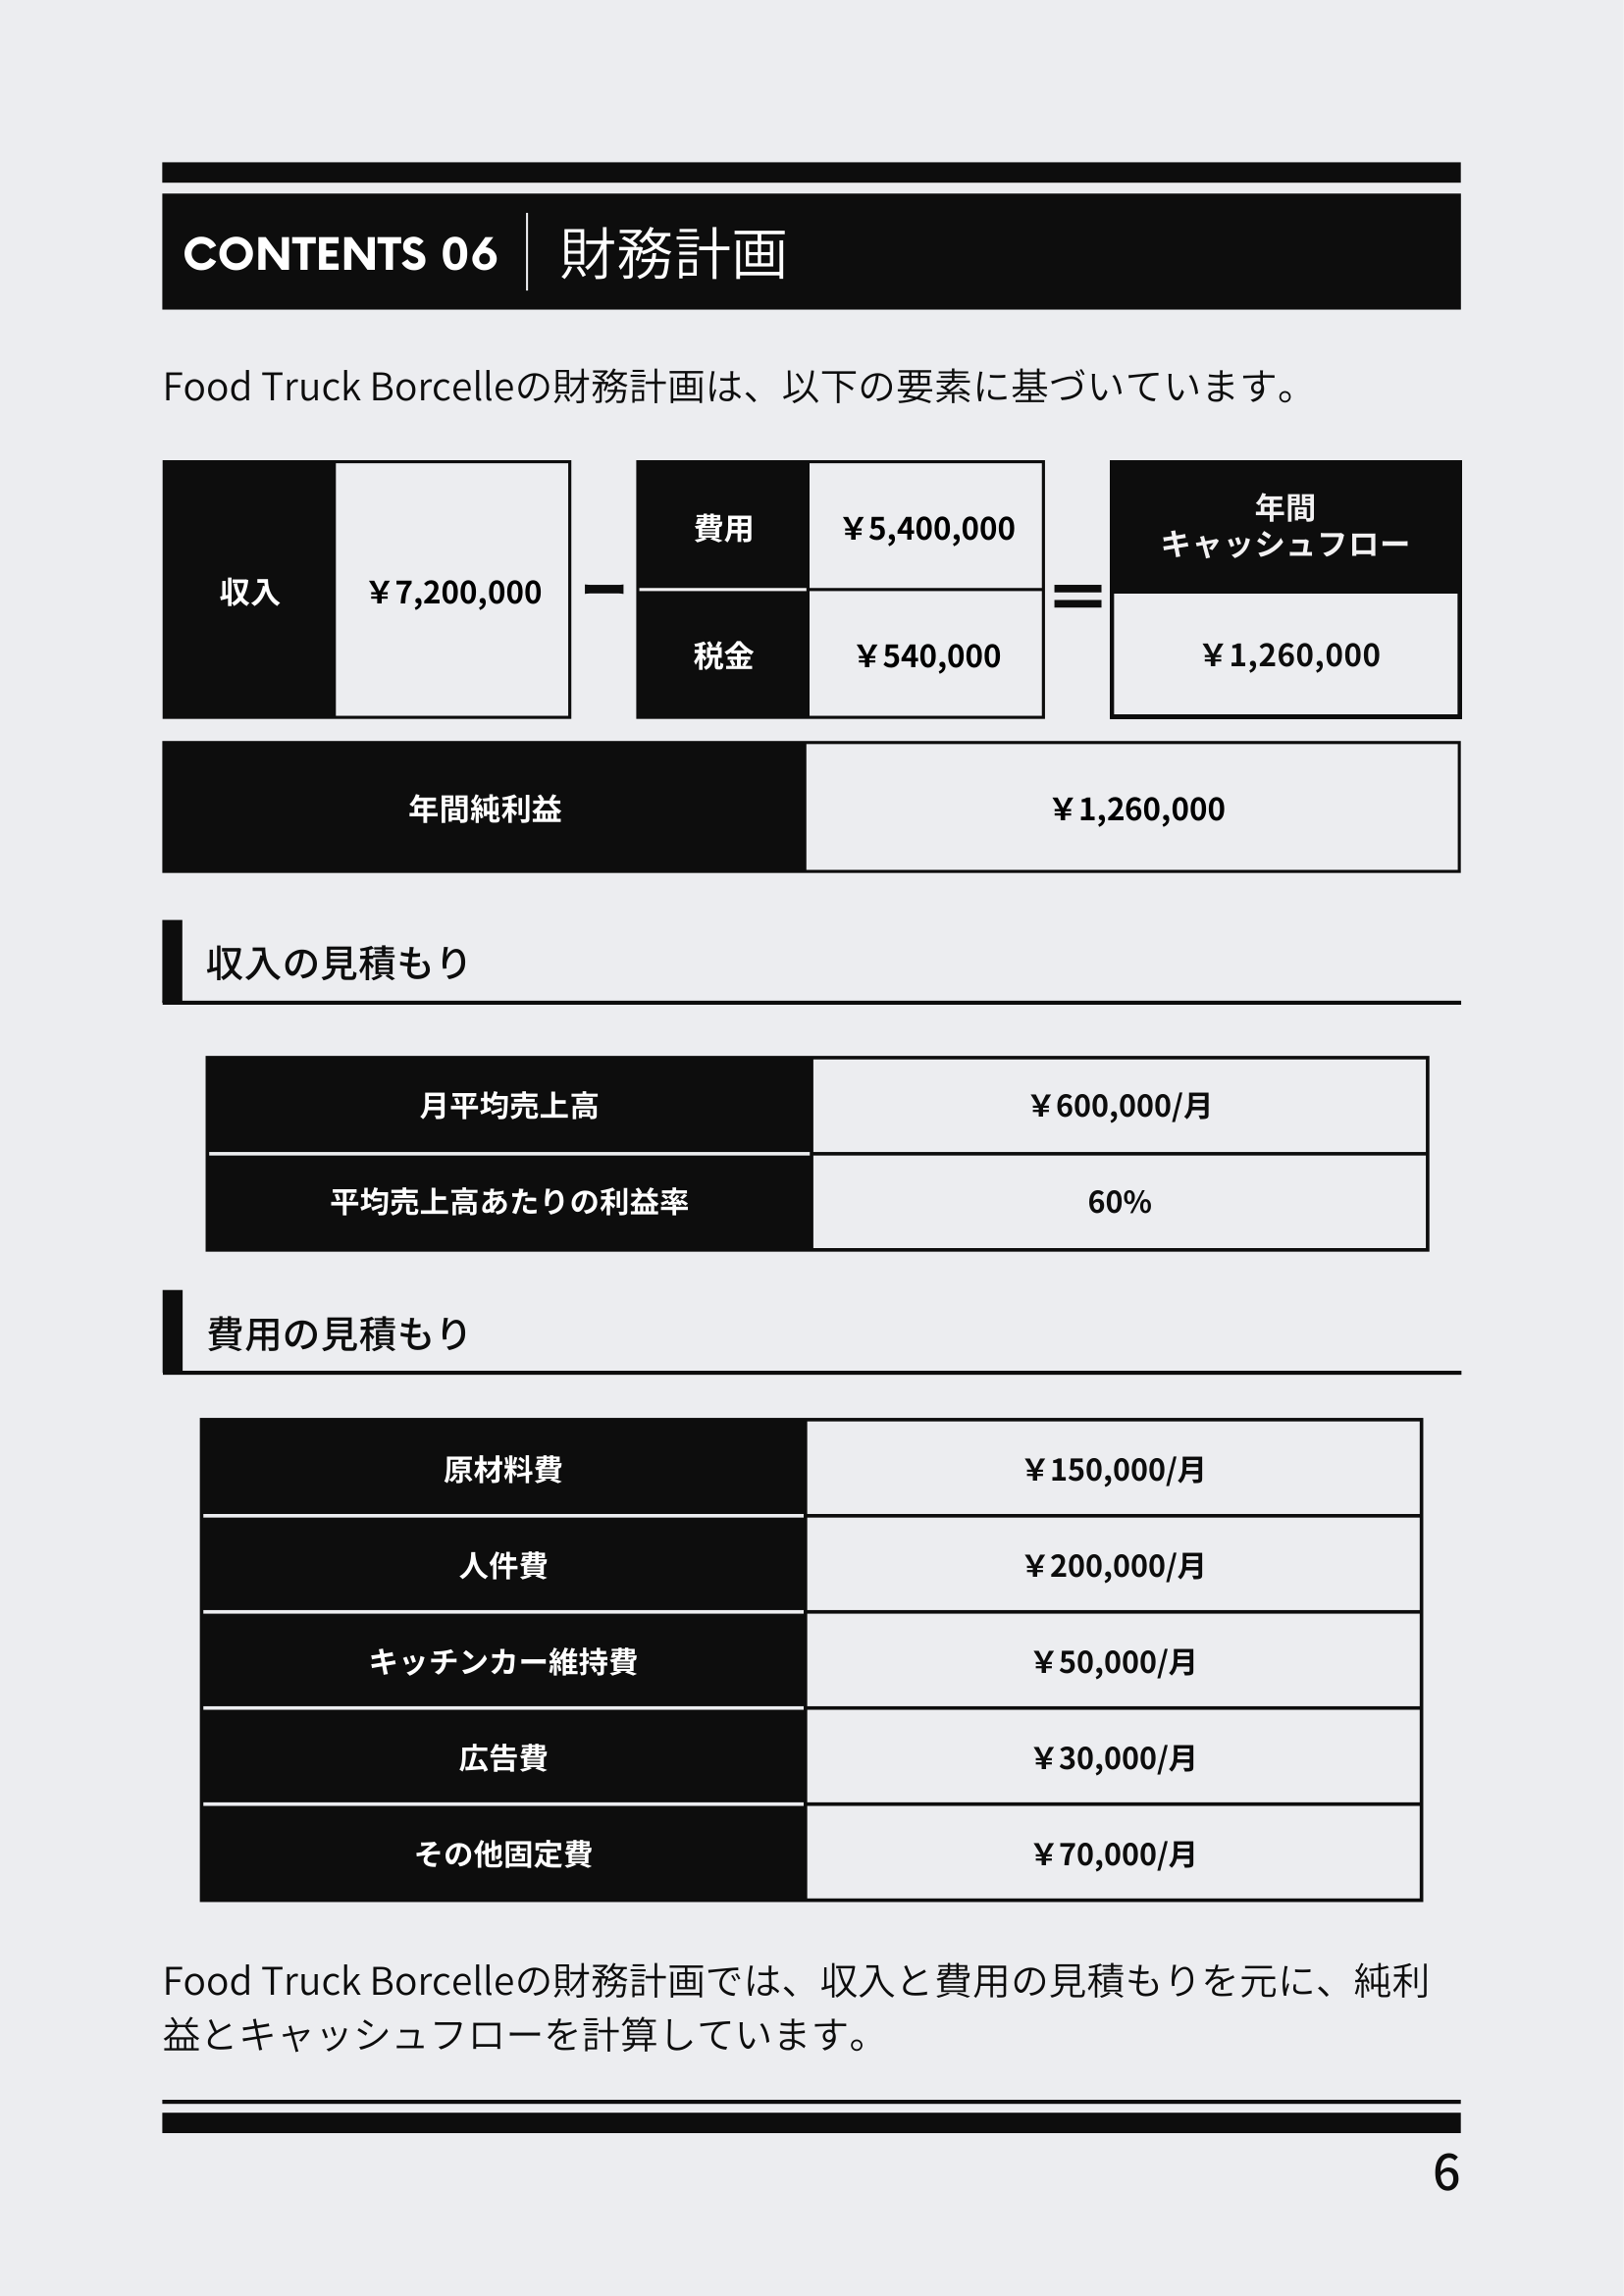 CONTENTS 06 財務計画
Food Truck Borcelleの財務計画は、以下の要素に基づいています。
収入 ￥7,200,000
－
費用 ￥5,400,000
税金 ￥540,000
＝
年間
キャッシュフロー
￥1,260,000
年間純利益 ￥1,260,000
収入の見積もり
月平均売上高 ￥600,000/月
平均売上高あたりの利益率 60%
費用の見積もり
原材料費 ￥150,000/月
人件費 ￥200,000/月
キッチンカー維持費 ￥50,000/月
広告費 ￥30,000/月
その他固定費 ￥70,000/月
Food Truck Borcelleの財務計画では、収入と費用の見積もりを元に、純利
益とキャッシュフローを計算しています。
6